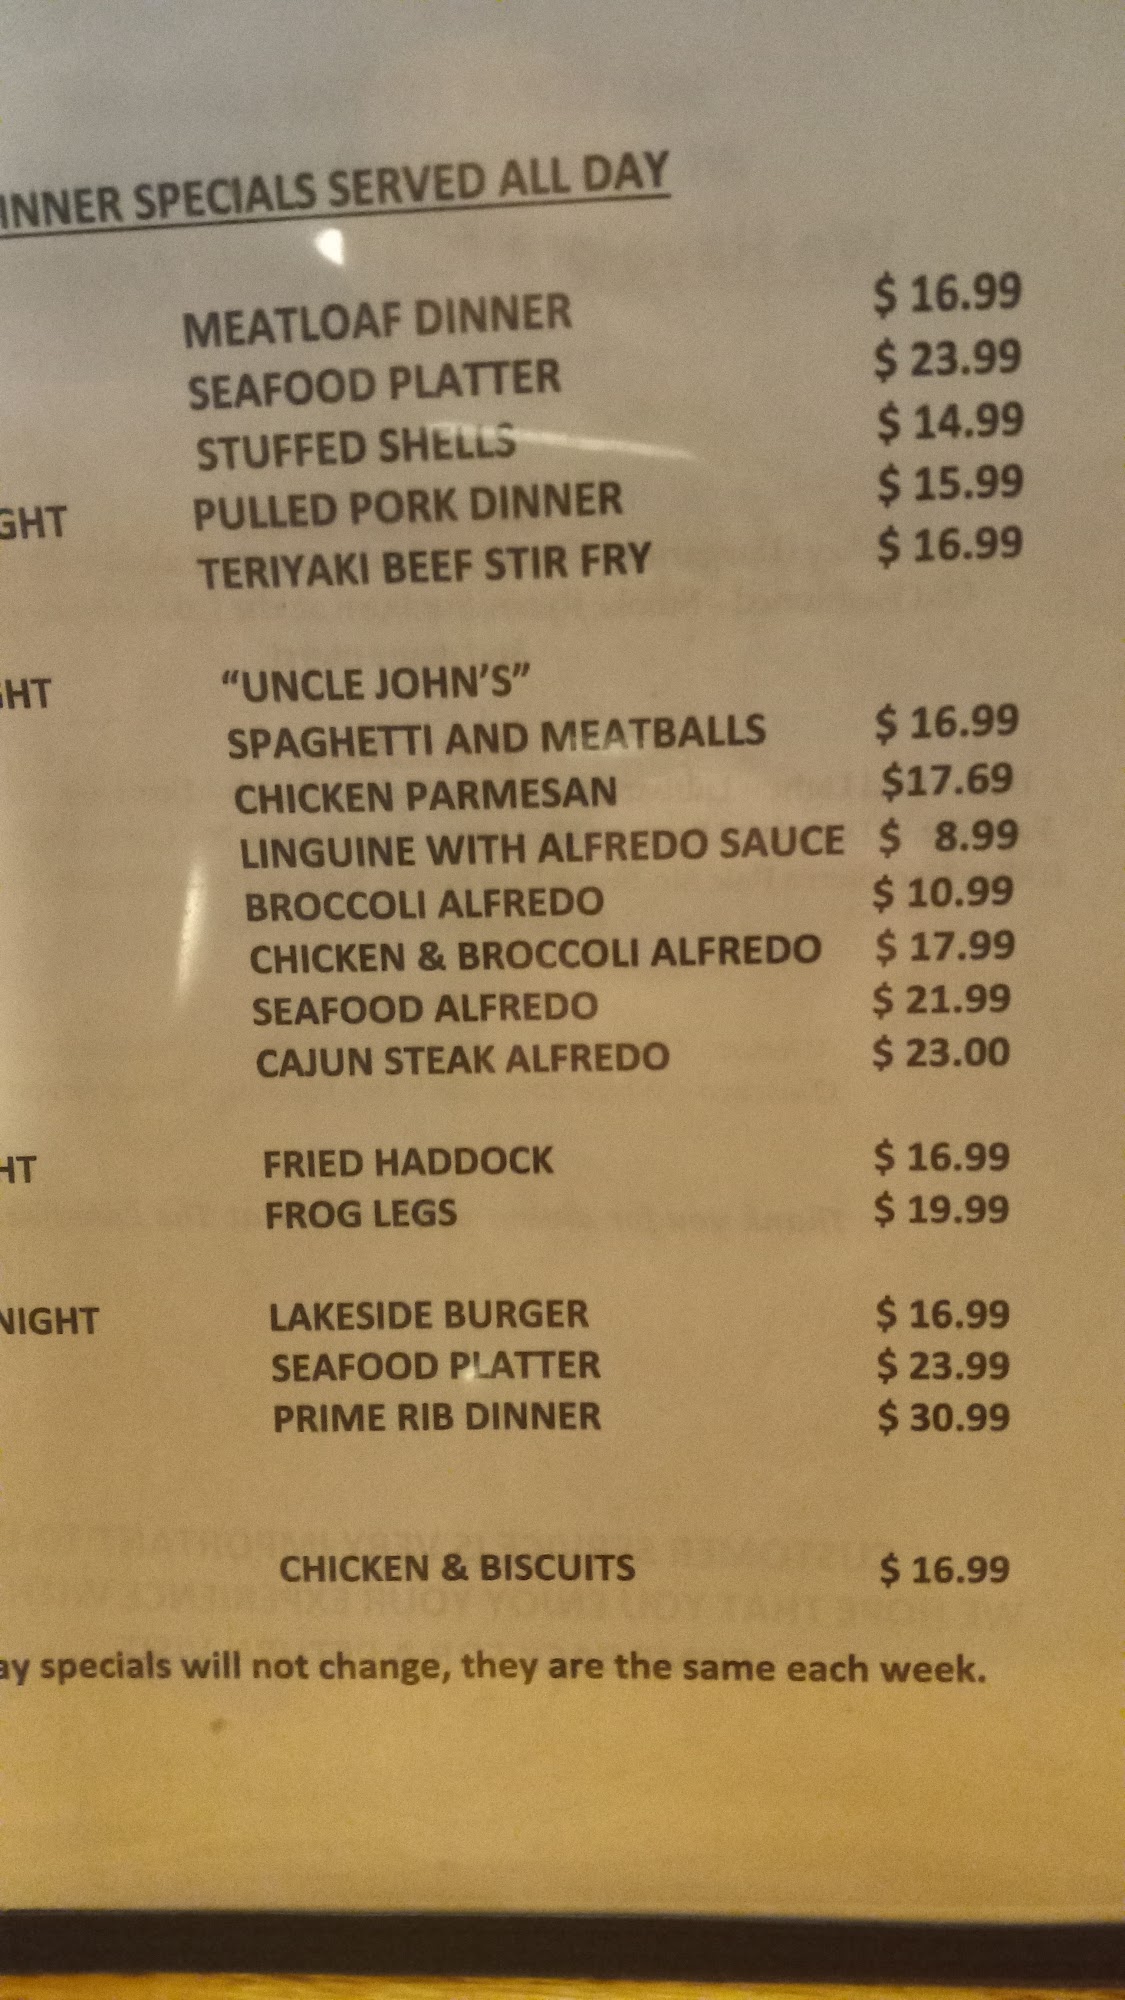 INNER SPECIALS SERVED ALL DAY
MEATLOAF DINNER $ 16.99
SEAFOOD PLATTER $ 23.99
STUFFED SHELLS $ 14.99
GHT PULLED PORK DINNER $ 15.99
TERIYAKI BEEF STIR FRY $ 16.99
HT “UNCLE JOHN’S”
SPAGHETTI AND MEATBALLS $ 16.99
CHICKEN PARMESAN $17.69
LINGUINE WITH ALFREDO SAUCE $ 8.99
BROCCOLI ALFREDO $ 10.99
CHICKEN & BROCCOLI ALFREDO $ 17.99
SEAFOOD ALFREDO $ 21.99
CAJUN STEAK ALFREDO $ 23.00
HT FRIED HADDOCK $ 16.99
FROG LEGS $ 19.99
NIGHT LAKESIDE BURGER $ 16.99
SEAFOOD PLATTER $ 23.99
PRIME RIB DINNER $ 30.99
CHICKEN & BISCUITS $ 16.99
ay specials will not change, they are the same each week.